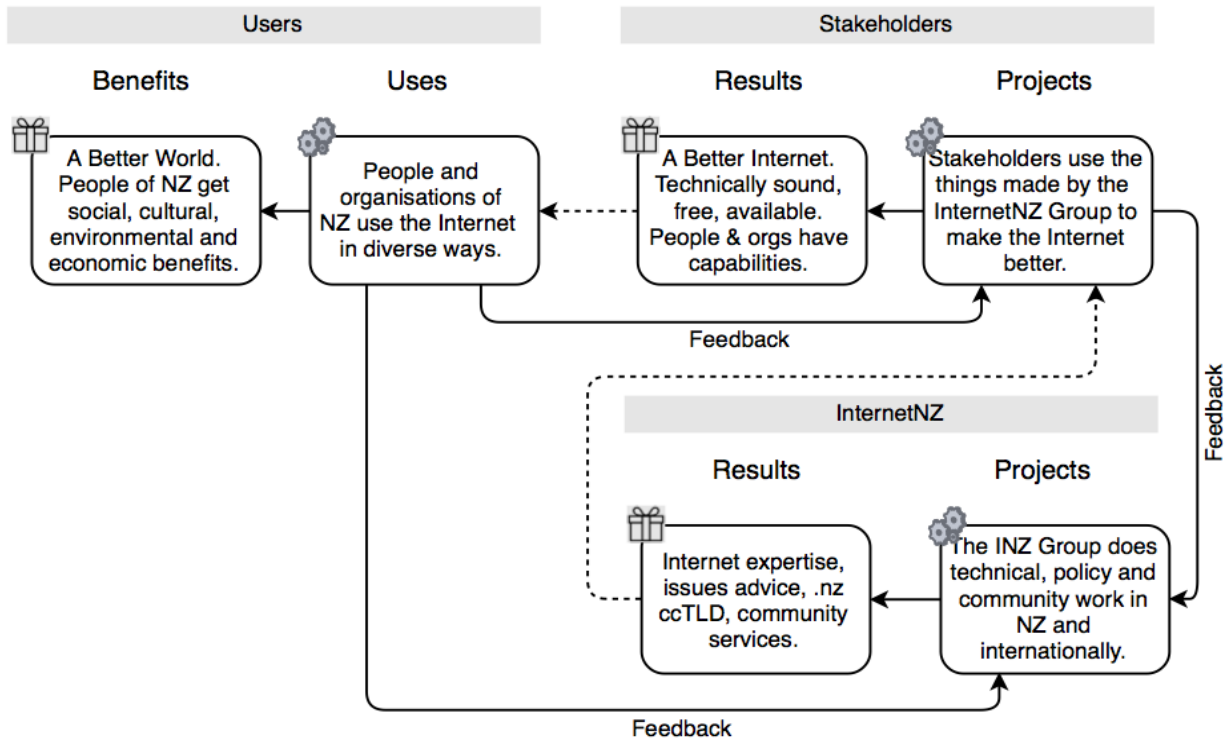 Users
Stakeholders
Benefits
Uses
Results
Projects
A Better World.
People of NZ get
social, cultural,
environmental and
economic benefits.
People and
organisations of
NZ use the Internet
in diverse ways.
A Better Internet.
Technically sound,
free, available.
People & orgs have
capabilities.
Stakeholders use the
things made by the
InternetNZ Group to
make the Internet
better.
Feedback
Feedback
InternetNZ
Results
Projects
Internet expertise,
issues advice, .nz
ccTLD, community
services.
The INZ Group does
technical, policy and
community work in
NZ and
internationally.
Feedback